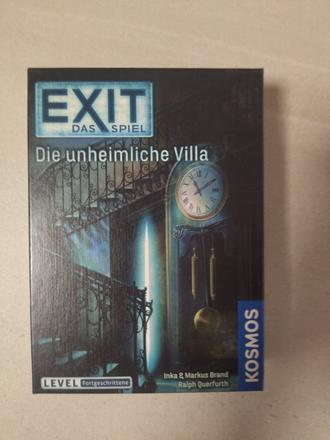 EXIT
DAS SPIEL
Die unheimliche Villa
Inka & Markus Brand
Ralph Querfurth
LEVEL Fortgeschrittene
KOSMOS